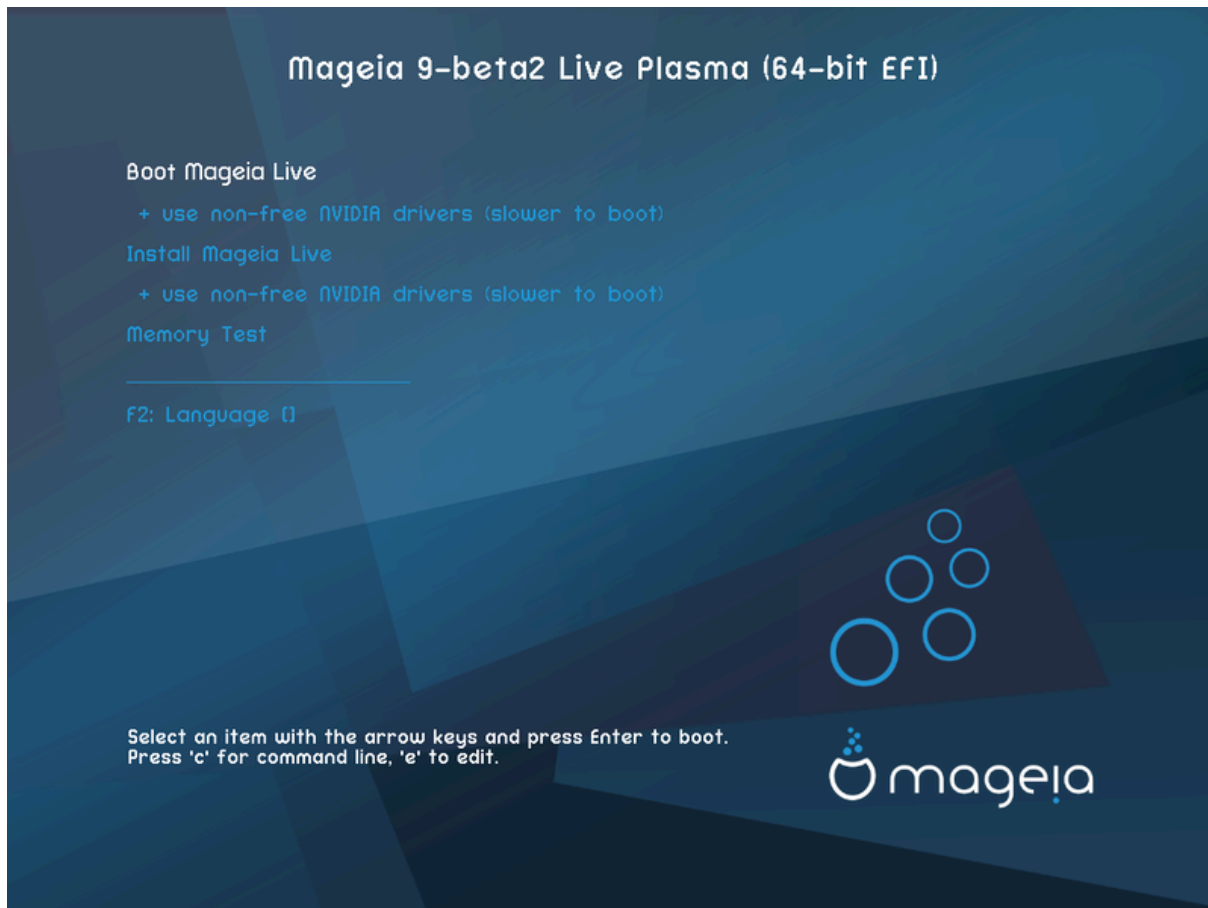 Mageia 9-beta2 Live Plasma (64-bit EFI)
Boot Mageia Live
+ use non-free NVIDIA drivers (slower to boot)
Install Mageia Live
+ use non-free NVIDIA drivers (slower to boot)
Memory Test
F2: Language []
Select an item with the arrow keys and press Enter to boot.
Press 'c' for command line, 'e' to edit.
mageia